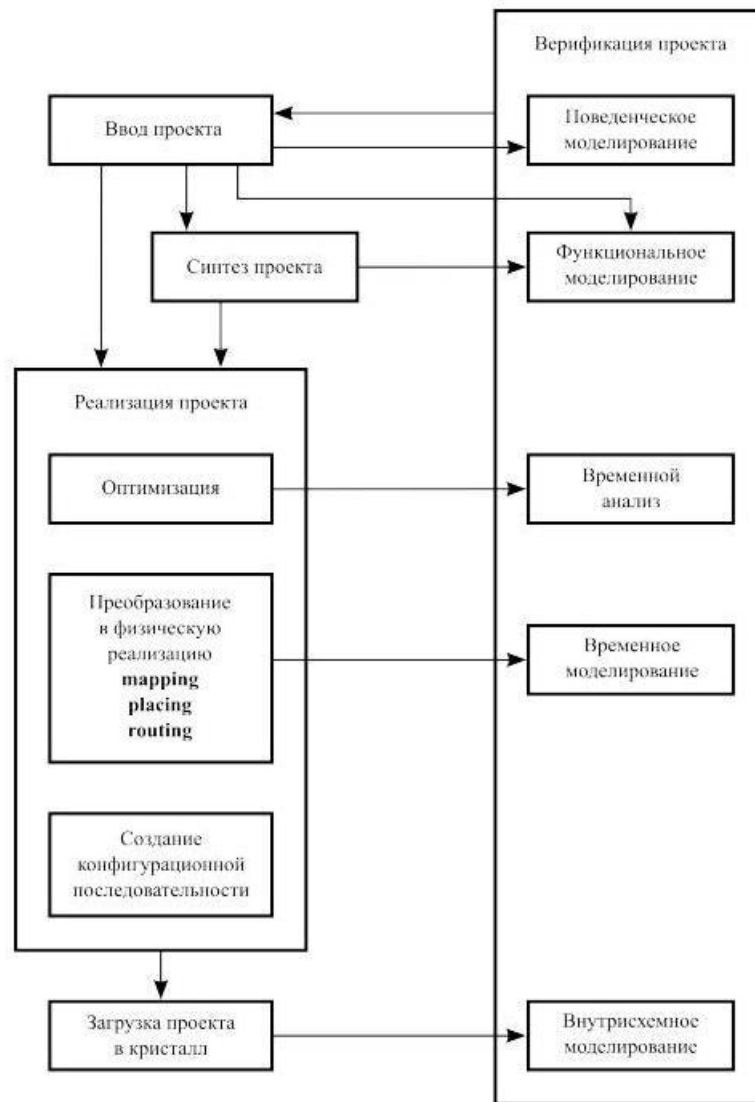 Верификация проекта
Ввод проекта
Поведенческое
моделирование
Синтез проекта
Функциональное
моделирование
Реализация проекта
Оптимизация
Временной
анализ
Преобразование
в физическую
реализацию
mapping
placing
routing
Временное
моделирование
Создание
конфигурационной
последовательности
Загрузка проекта
в кристалл
Внутрисхемное
моделирование